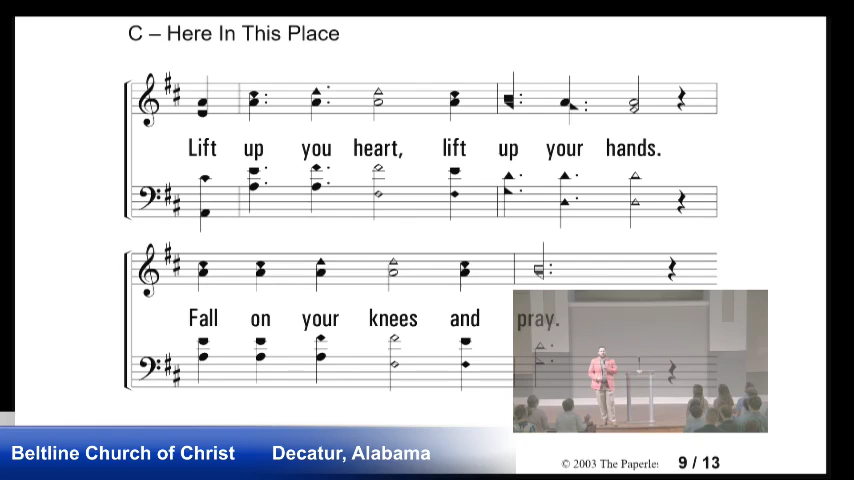 C – Here In This Place
Lift up you heart, lift up your hands.
Fall on your knees and pray.
Beltline Church of Christ Decatur, Alabama
© 2003 The Paperles
9 / 13